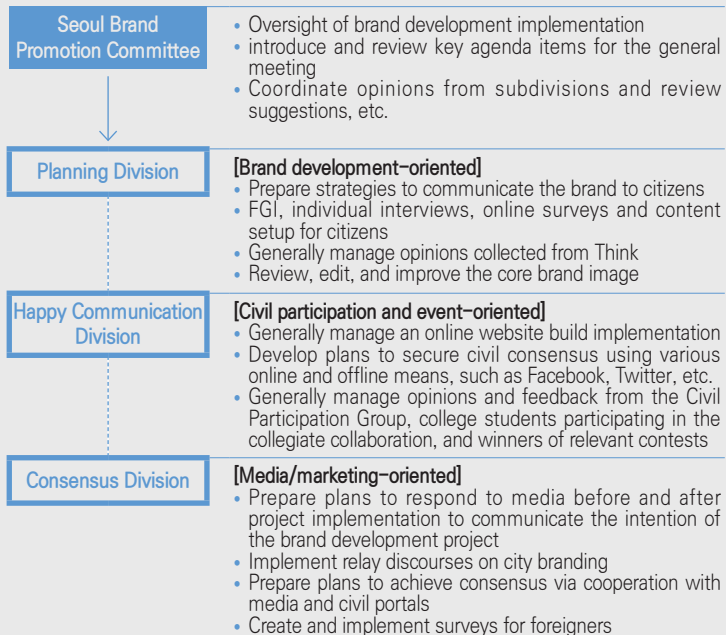 Seoul Brand
Promotion Committee
• Oversight of brand development implementation
• introduce and review key agenda items for the general
meeting
• Coordinate opinions from subdivisions and review
suggestions, etc.
Planning Division
[Brand development-oriented]
• Prepare strategies to communicate the brand to citizens
• FGI, individual interviews, online surveys and content
setup for citizens
• Generally manage opinions collected from Think
• Review, edit, and improve the core brand image
Happy Communication
Division
[Civil participation and event-oriented]
• Generally manage an online website build implementation
• Develop plans to secure civil consensus using various
online and offline means, such as Facebook, Twitter, etc.
• Generally manage opinions and feedback from the Civil
Participation Group, college students participating in the
collegiate collaboration, and winners of relevant contests
Consensus Division
[Media/marketing-oriented]
• Prepare plans to respond to media before and after
project implementation to communicate the intention of
the brand development project
• Implement relay discourses on city branding
• Prepare plans to achieve consensus via cooperation with
media and civil portals
• Create and implement surveys for foreigners